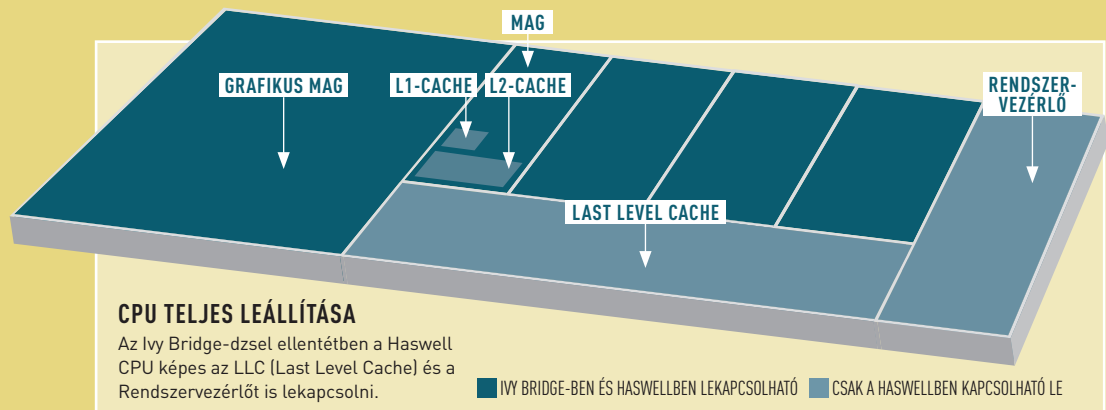 MAG
GRAFIKUS MAG
L1-CACHE
L2-CACHE
RENDSZER-
VEZÉRLŐ
LAST LEVEL CACHE
CPU TELJES LEÁLLÍTÁSA
Az Ivy Bridge-dzsel ellentétben a Haswell
CPU képes az LLC (Last Level Cache) és a
Rendszervezérlőt is lekapcsolni.
IVY BRIDGE-BEN ÉS HASWELLBEN LEKAPCSOLHATÓ
CSAK A HASWELLBEN KAPCSOLHATÓ LE